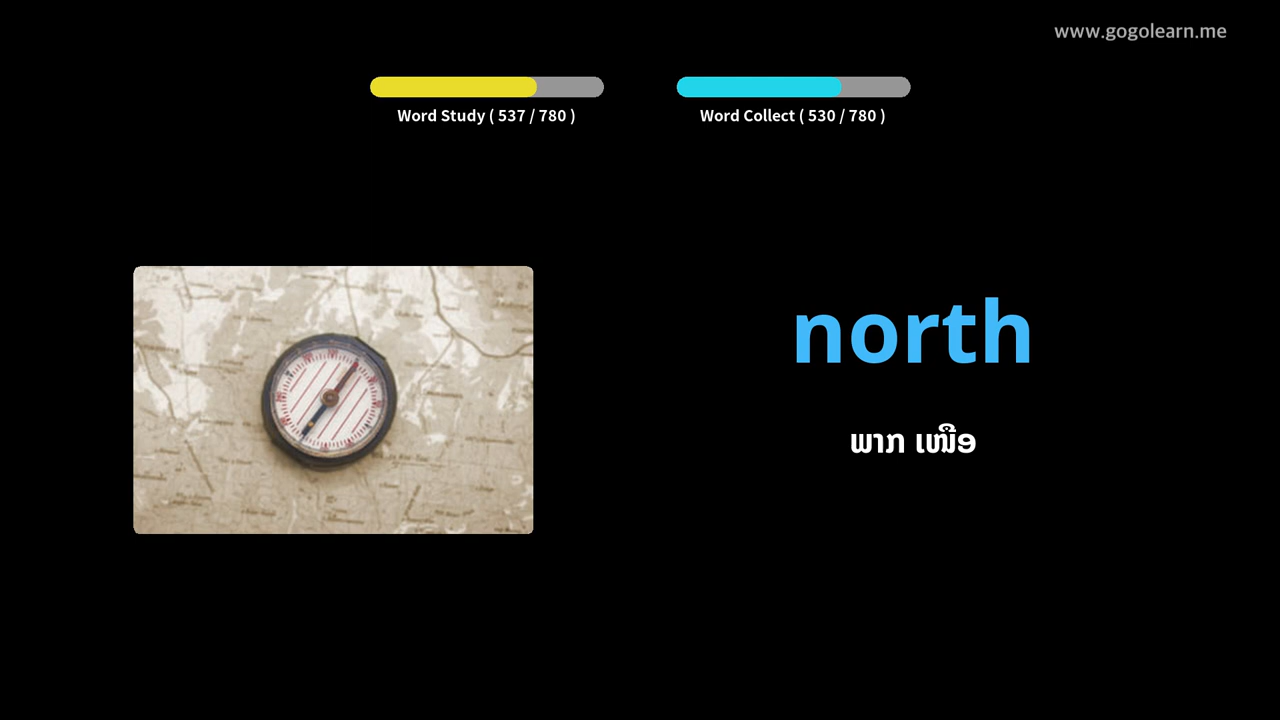 www.gogolearn.me
Word Study ( 537 / 780 )
Word Collect ( 530 / 780 )
north
ພາກ ເໜືອ